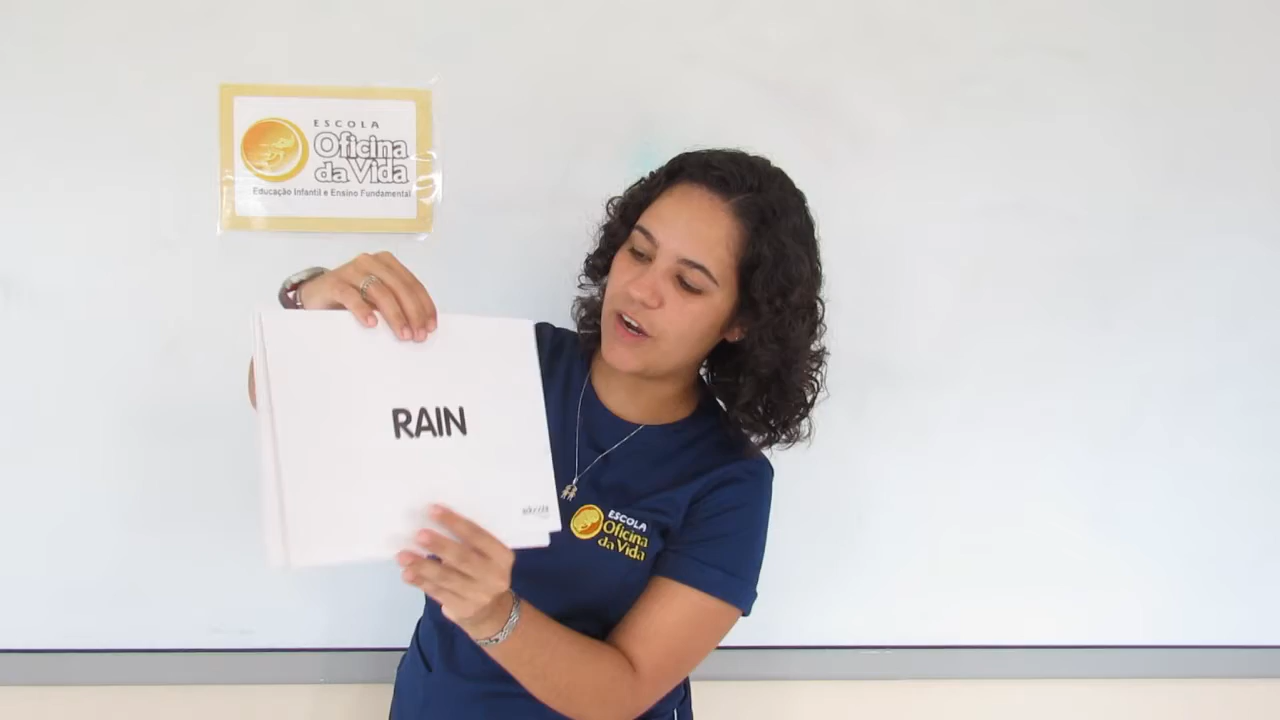 ESCOLA
Oficina
da Vida
Educação Infantil e Ensino Fundamental
RAIN
ESCOLA
Oficina
da Vida